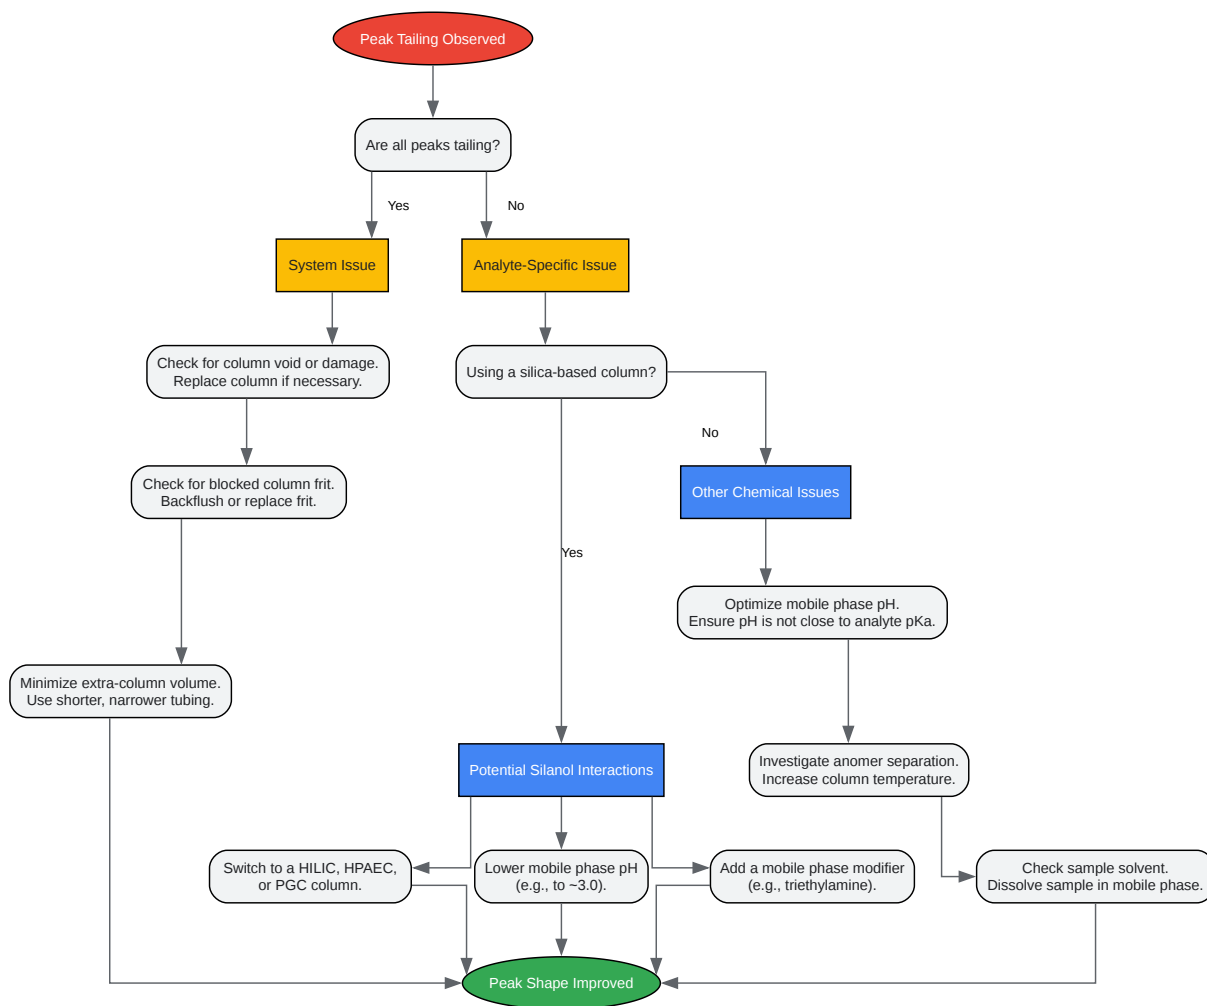 Peak Tailing Observed
Are all peaks tailing?
Yes
No
System Issue
Analyte-Specific Issue
Check for column void or damage.
Replace column if necessary.
Using a silica-based column?
No
Check for blocked column frit.
Backflush or replace frit.
Other Chemical Issues
Yes
Optimize mobile phase pH.
Ensure pH is not close to analyte pKa.
Minimize extra-column volume.
Use shorter, narrower tubing.
Potential Silanol Interactions
Investigate anomer separation.
Increase column temperature.
Switch to a HILIC, HPAEC,
or PGC column.
Lower mobile phase pH
(e.g., to ~3.0).
Add a mobile phase modifier
(e.g., triethylamine).
Check sample solvent.
Dissolve sample in mobile phase.
Peak Shape Improved